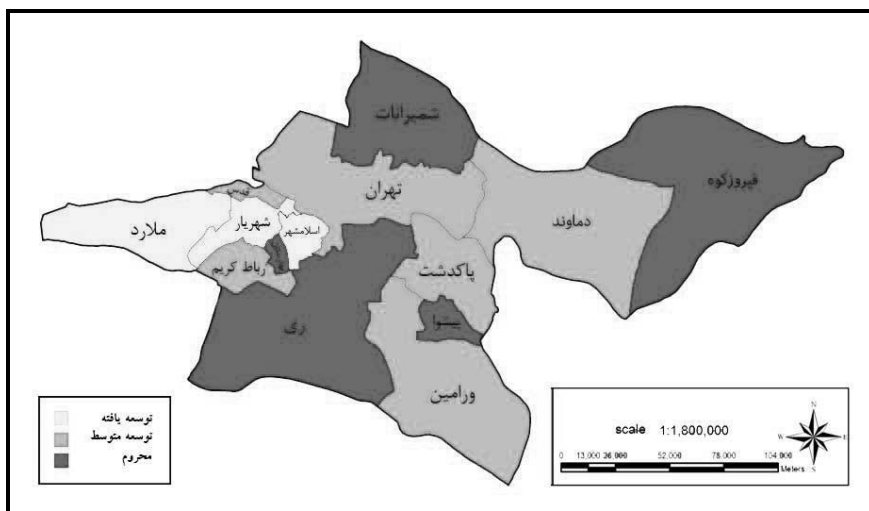 شمیرانات
فیروزکوه
تهران
دماوند
قدس
ملارد
شهریار
اسلامشهر
رباط کریم
پاکدشت
ری
پیشوا
ورامین
توسعه یافته
توسعه متوسط
محروم
scale 1:1,800,000
N
W E
S
0 13,000 26,000 52,000 78,000 104,000
Meters